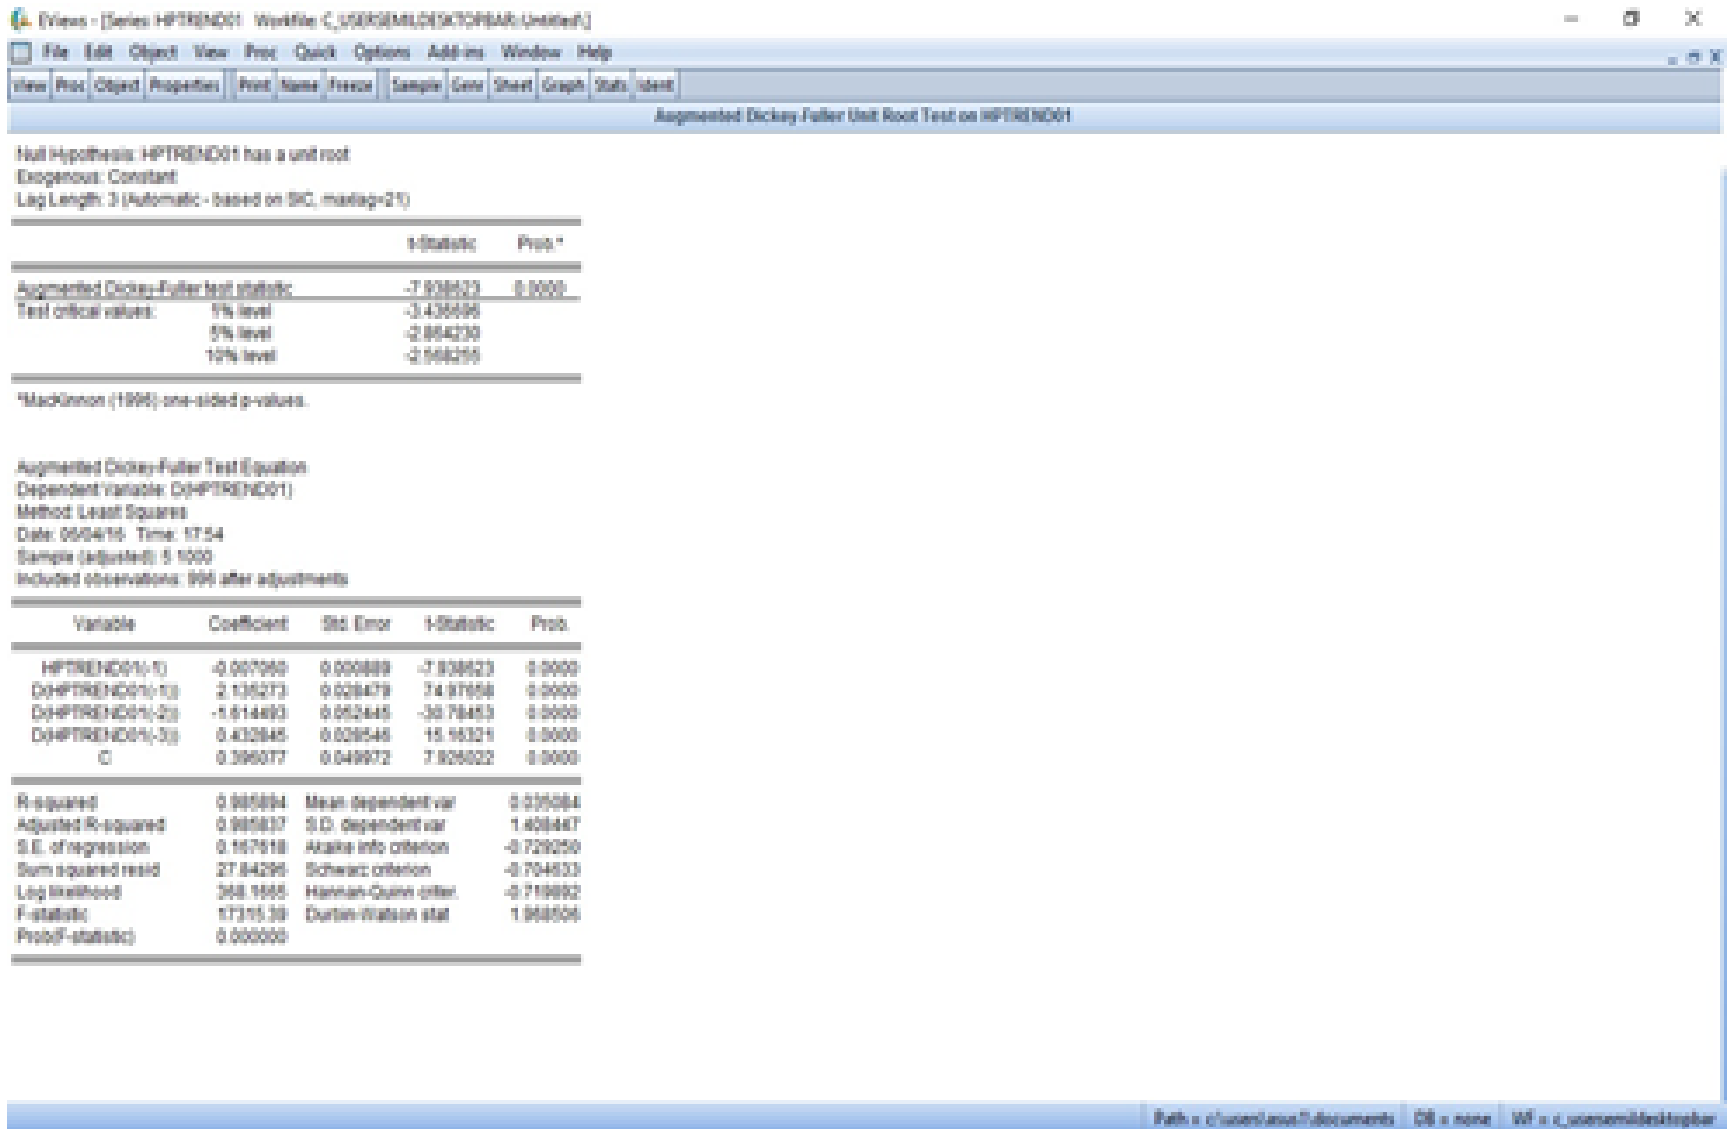 EViews - [Series: HPTREND01 Workfile: C_USERSEMILDESKTOPBAR::Untitled\]
File Edit Object View Proc Quick Options Add-ins Window Help
View Proc Object Properties Print Name Freeze Sample Genr Sheet Graph Stats Ident
Augmented Dickey-Fuller Unit Root Test on HPTREND01
Null Hypothesis: HPTREND01 has a unit root
Exogenous: Constant
Lag Length: 3 (Automatic - based on SIC, maxlag=21)
t-Statistic Prob.*
Augmented Dickey-Fuller test statistic -7.938623 0.0000
Test critical values: 1% level -3.436696
5% level -2.864230
10% level -2.568255
*MacKinnon (1996) one-sided p-values.
Augmented Dickey-Fuller Test Equation
Dependent Variable: D(HPTREND01)
Method: Least Squares
Date: 06/04/16 Time: 17:54
Sample (adjusted): 5 1000
Included observations: 996 after adjustments
Variable Coefficient Std. Error t-Statistic Prob.
HPTREND01(-1) -0.007060 0.000889 -7.938623 0.0000
D(HPTREND01(-1)) 2.135273 0.028479 74.97658 0.0000
D(HPTREND01(-2)) -1.614493 0.052445 -30.78453 0.0000
D(HPTREND01(-3)) 0.432845 0.028546 15.16321 0.0000
C 0.396077 0.049972 7.926022 0.0000
R-squared 0.985894 Mean dependent var 0.035084
Adjusted R-squared 0.985837 S.D. dependent var 1.408447
S.E. of regression 0.167618 Akaike info criterion -0.729250
Sum squared resid 27.84296 Schwarz criterion -0.704633
Log likelihood 368.1665 Hannan-Quinn criter. -0.719892
F-statistic 17315.39 Durbin-Watson stat 1.968506
Prob(F-statistic) 0.000000
Path = c:\users\asus1\documents DB = none WF = c_usersemildesktopbar